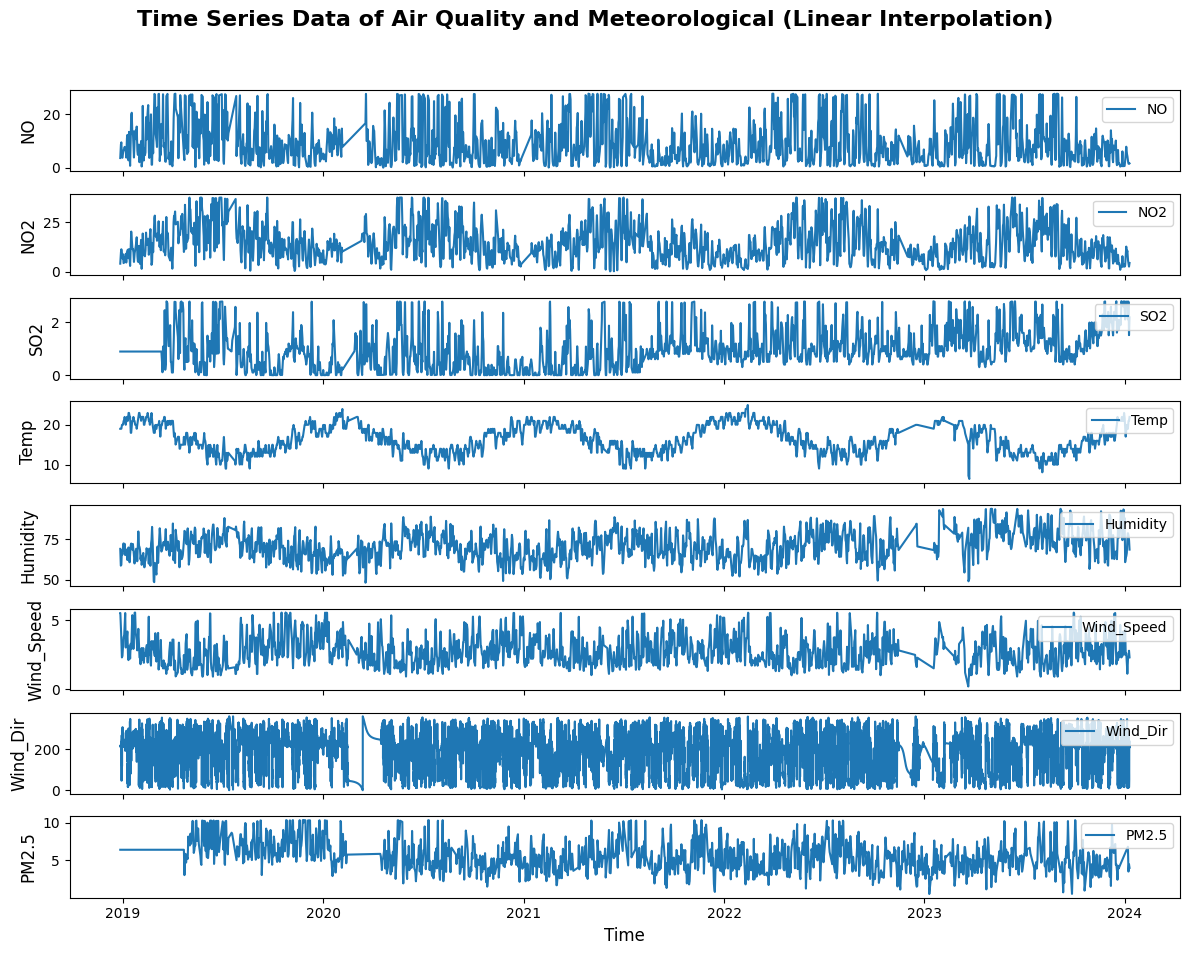 Time Series Data of Air Quality and Meteorological (Linear Interpolation)
NO
20
0
NO
NO2
25
0
NO2
SO2
2
0
SO2
Temp
20
10
Temp
Humidity
75
50
Humidity
Wind_Speed
5
0
Wind_Speed
Wind_Dir
200
0
Wind_Dir
PM2.5
10
5
PM2.5
2019 2020 2021 2022 2023 2024
Time